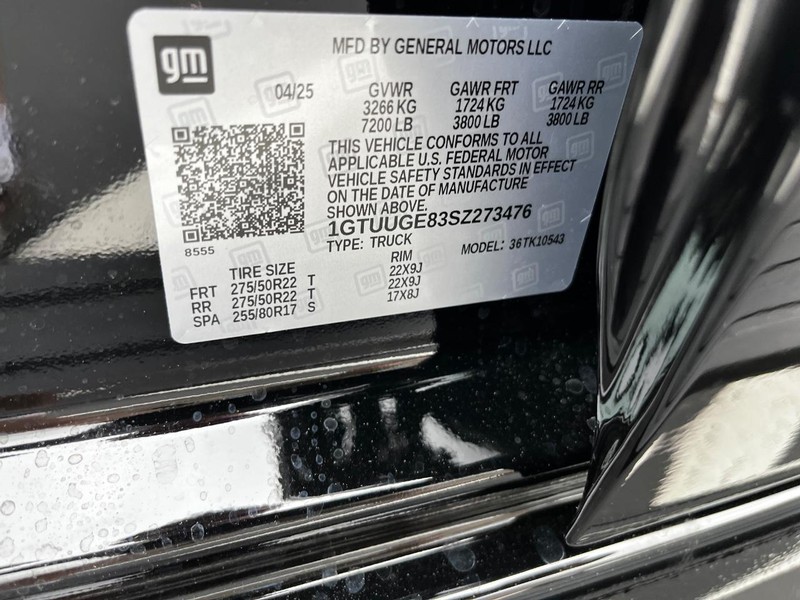 gm
MFD BY GENERAL MOTORS LLC
04/25 GVWR GAWR FRT GAWR RR
3266 KG 1724 KG 1724 KG
7200 LB 3800 LB 3800 LB
THIS VEHICLE CONFORMS TO ALL
APPLICABLE U.S. FEDERAL MOTOR
VEHICLE SAFETY STANDARDS IN EFFECT
ON THE DATE OF MANUFACTURE
SHOWN ABOVE.
1GTUUGE83SZ273476
8555 TYPE: TRUCK MODEL: 36TK10543
TIRE SIZE RIM
FRT 275/50R22 T 22X9J
RR 275/50R22 T 22X9J
SPA 255/80R17 S 17X8J